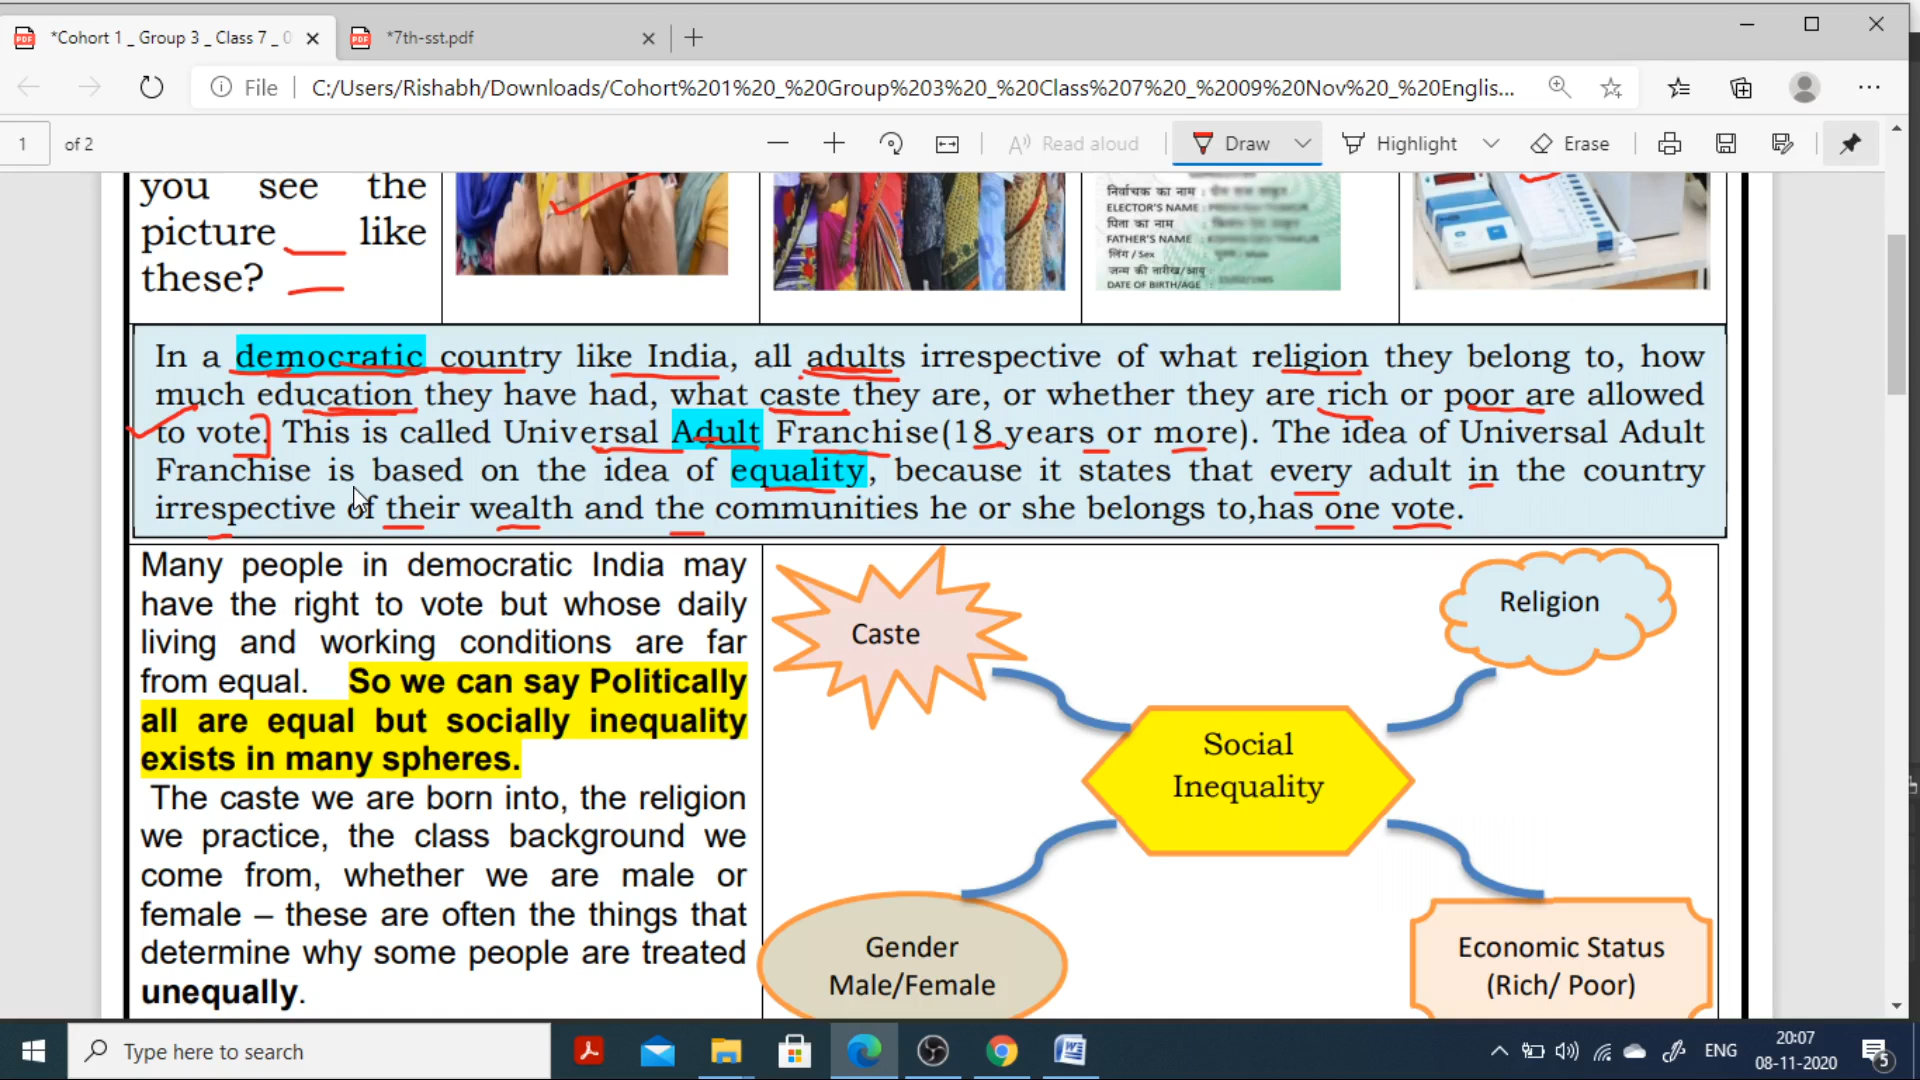 *Cohort 1 _ Group 3 _ Class 7 _ 0
*7th-sst.pdf
File
C:/Users/Rishabh/Downloads/Cohort%201%20_%20Group%203%20_%20Class%207%20_%2009%20Nov%20_%20Englis...
1 of 2
Read aloud
Draw
Highlight
Erase
you see the
picture like
these?
निर्वाचक का नाम :
ELECTOR'S NAME :
पिता का नाम :
FATHER'S NAME :
लिंग / Sex
जन्म की तारीख/आयु
DATE OF BIRTH/AGE :
In a democratic country like India, all adults irrespective of what religion they belong to, how
much education they have had, what caste they are, or whether they are rich or poor are allowed
to vote. This is called Universal Adult Franchise(18 years or more). The idea of Universal Adult
Franchise is based on the idea of equality, because it states that every adult in the country
irrespective of their wealth and the communities he or she belongs to,has one vote.
Many people in democratic India may
have the right to vote but whose daily
living and working conditions are far
from equal. So we can say Politically
all are equal but socially inequality
exists in many spheres.
The caste we are born into, the religion
we practice, the class background we
come from, whether we are male or
female – these are often the things that
determine why some people are treated
unequally.
Caste
Religion
Social
Inequality
Gender
Male/Female
Economic Status
(Rich/ Poor)
Type here to search
ENG
20:07
08-11-2020
5